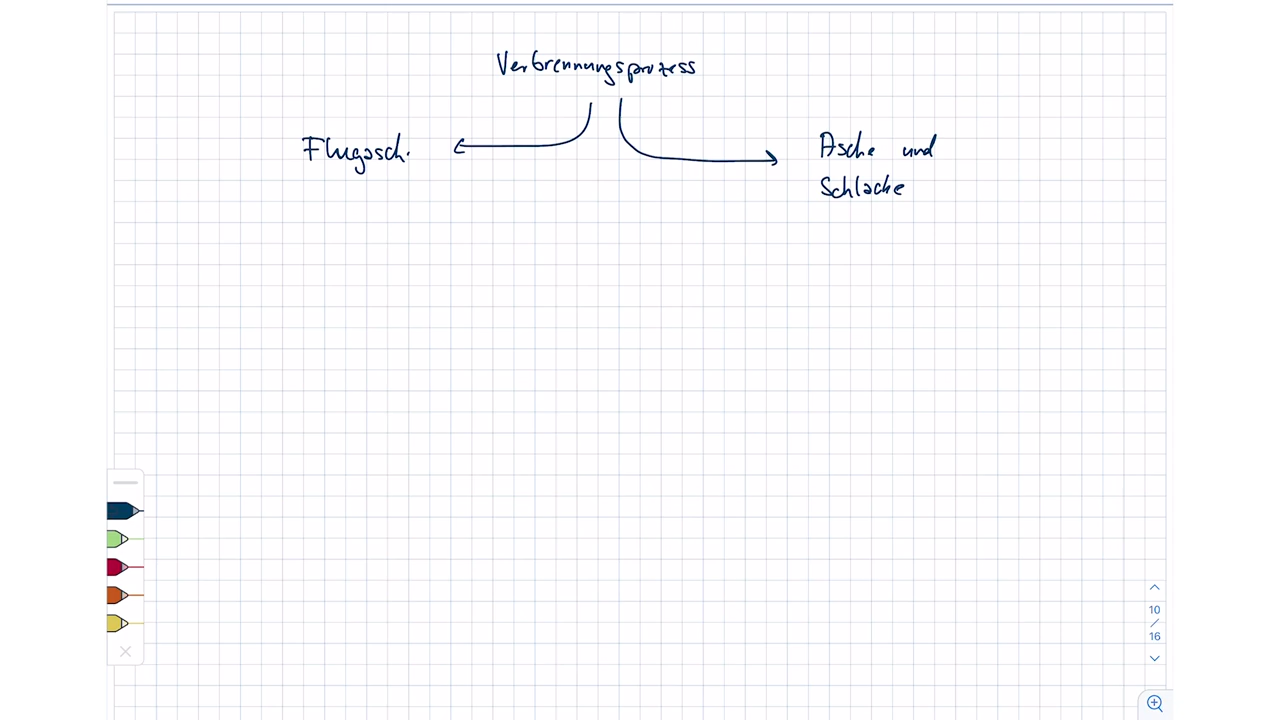 Verbrennungsprozess
Flugasch.
Asche und
Schlacke
10
/
16